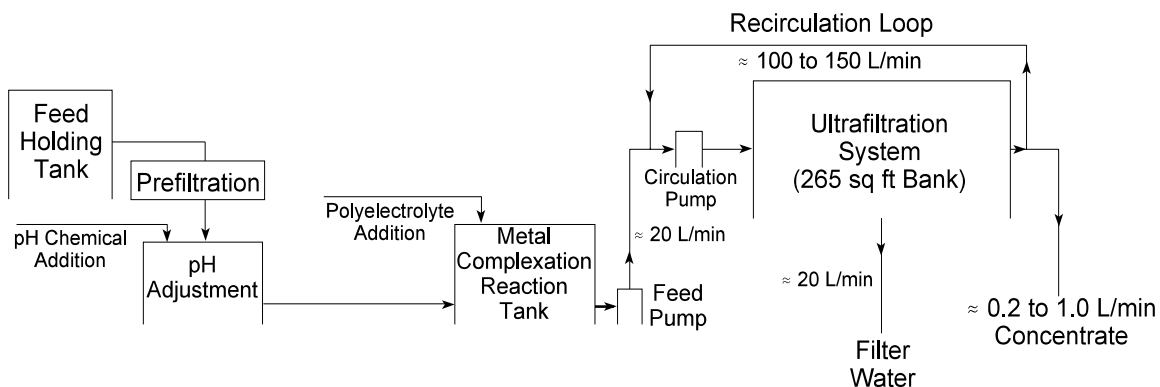 Recirculation Loop
≈ 100 to 150 L/min
Feed
Holding
Tank
Prefiltration
pH Chemical
Addition
pH
Adjustment
Polyelectrolyte
Addition
Metal
Complexation
Reaction
Tank
Feed
Pump
≈ 20 L/min
Circulation
Pump
Ultrafiltration
System
(265 sq ft Bank)
≈ 20 L/min
Filter
Water
≈ 0.2 to 1.0 L/min
Concentrate